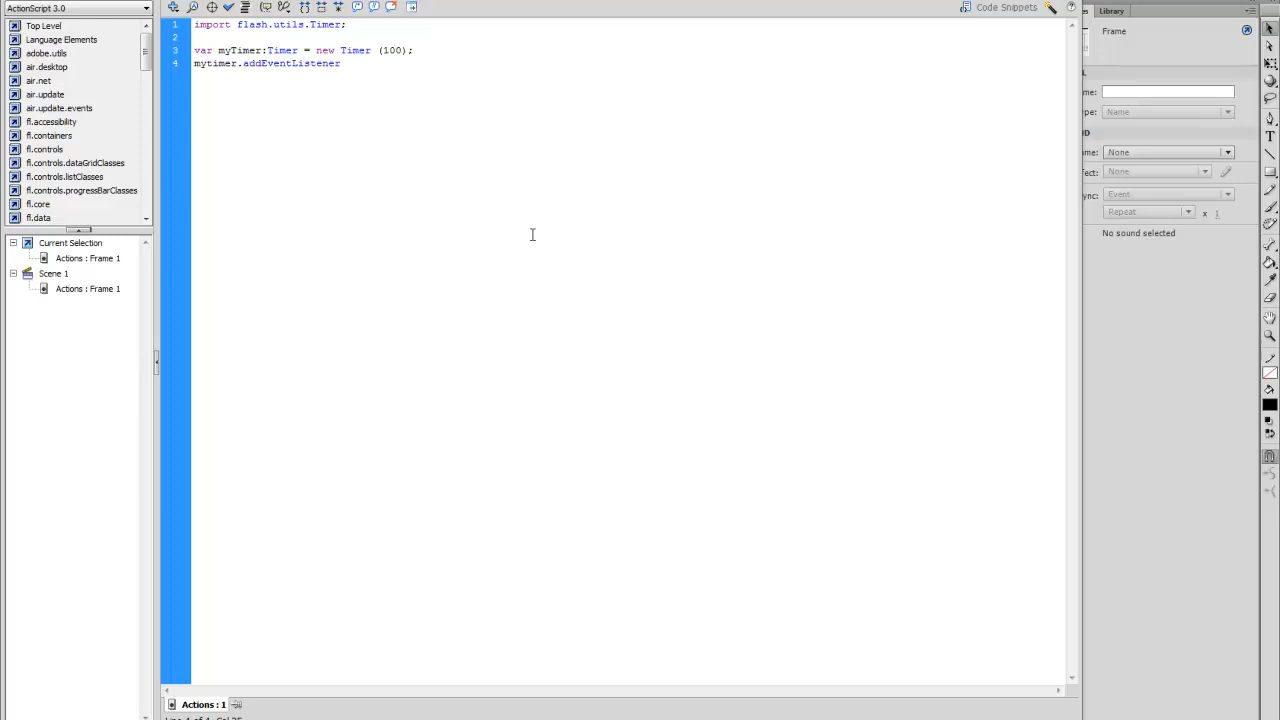 ActionScript 3.0
Top Level
Language Elements
adobe.utils
air.desktop
air.net
air.update
air.update.events
fl.accessibility
fl.containers
fl.controls
fl.controls.dataGridClasses
fl.controls.listClasses
fl.controls.progressBarClasses
fl.core
fl.data
Current Selection
Actions : Frame 1
Scene 1
Actions : Frame 1
Code Snippets
1 import flash.utils.Timer;
2
3 var myTimer:Timer = new Timer (100);
4 mytimer.addEventListener
Actions : 1
Library
Frame
ame:
ype:
Name
None
None
Event
Repeat
x 1
No sound selected